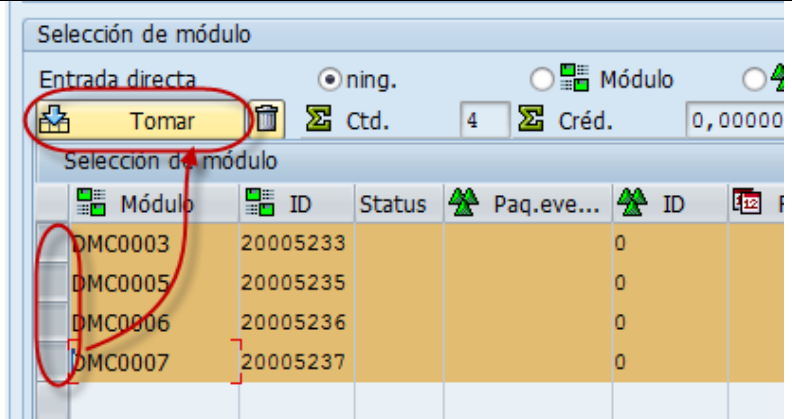 Selección de módulo
Entrada directa ning. Módulo
Tomar Ctd. 4 Créd. 0,00000
Selección de módulo
Módulo ID Status Paq.eve... ID
DMC0003 20005233 0
DMC0005 20005235 0
DMC0006 20005236 0
DMC0007 20005237 0